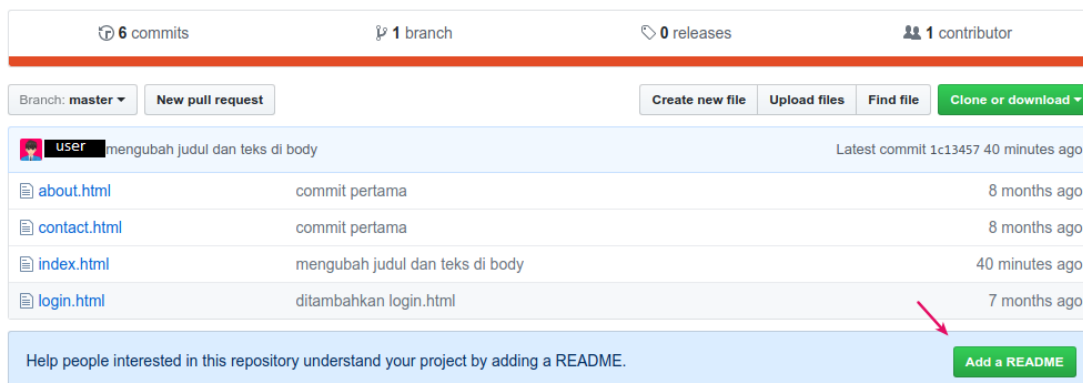 6 commits 1 branch 0 releases 1 contributor
Branch: master New pull request Create new file Upload files Find file Clone or download
user mengubah judul dan teks di body Latest commit 1c13457 40 minutes ago
about.html commit pertama 8 months ago
contact.html commit pertama 8 months ago
index.html mengubah judul dan teks di body 40 minutes ago
login.html ditambahkan login.html 7 months ago
Help people interested in this repository understand your project by adding a README. Add a README